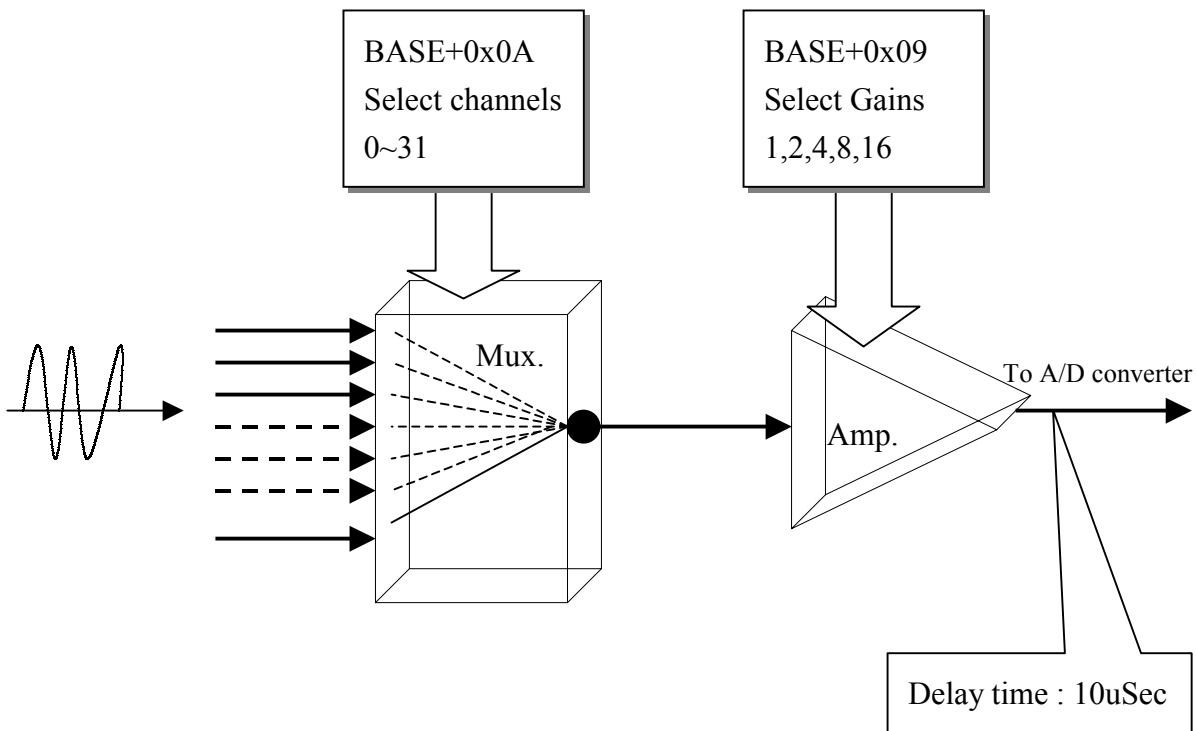 BASE+0x0A
Select channels
0~31
BASE+0x09
Select Gains
1,2,4,8,16
Mux.
To A/D converter
Amp.
Delay time : 10uSec